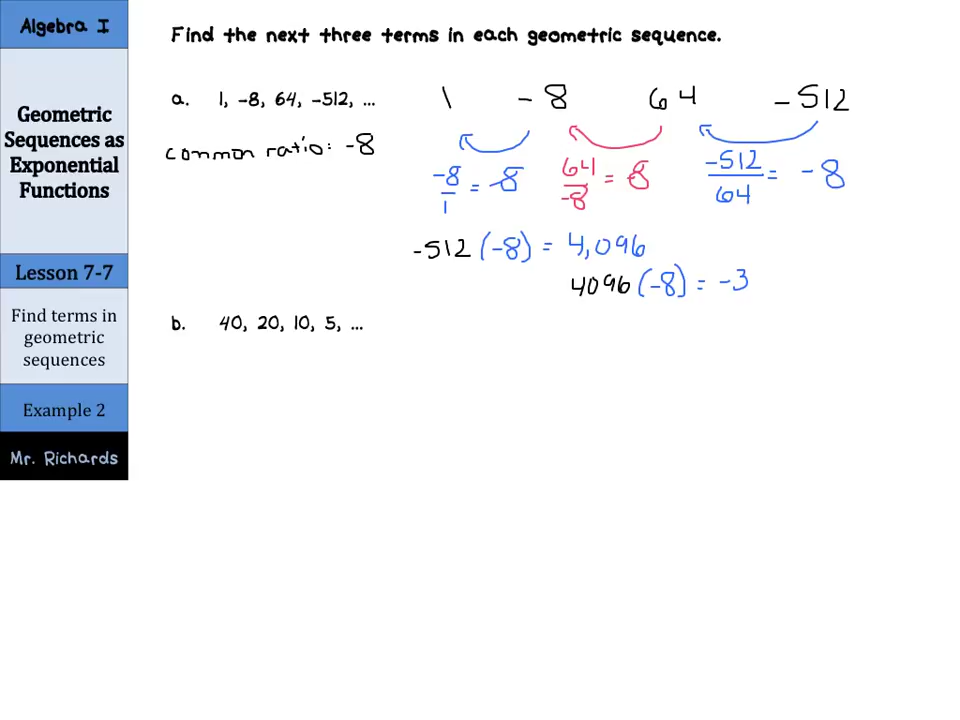 Algebra I
Geometric
Sequences as
Exponential
Functions
Lesson 7-7
Find terms in
geometric
sequences
Example 2
Mr. Richards
Find the next three terms in each geometric sequence.
a. 1, -8, 64, -512, ...
1 -8 64 -512
common ratio: -8
-8/1 = -8 64/-8 = -8 -512/64 = -8
-512 (-8) = 4,096
4096 (-8) = -3
b. 40, 20, 10, 5, ...